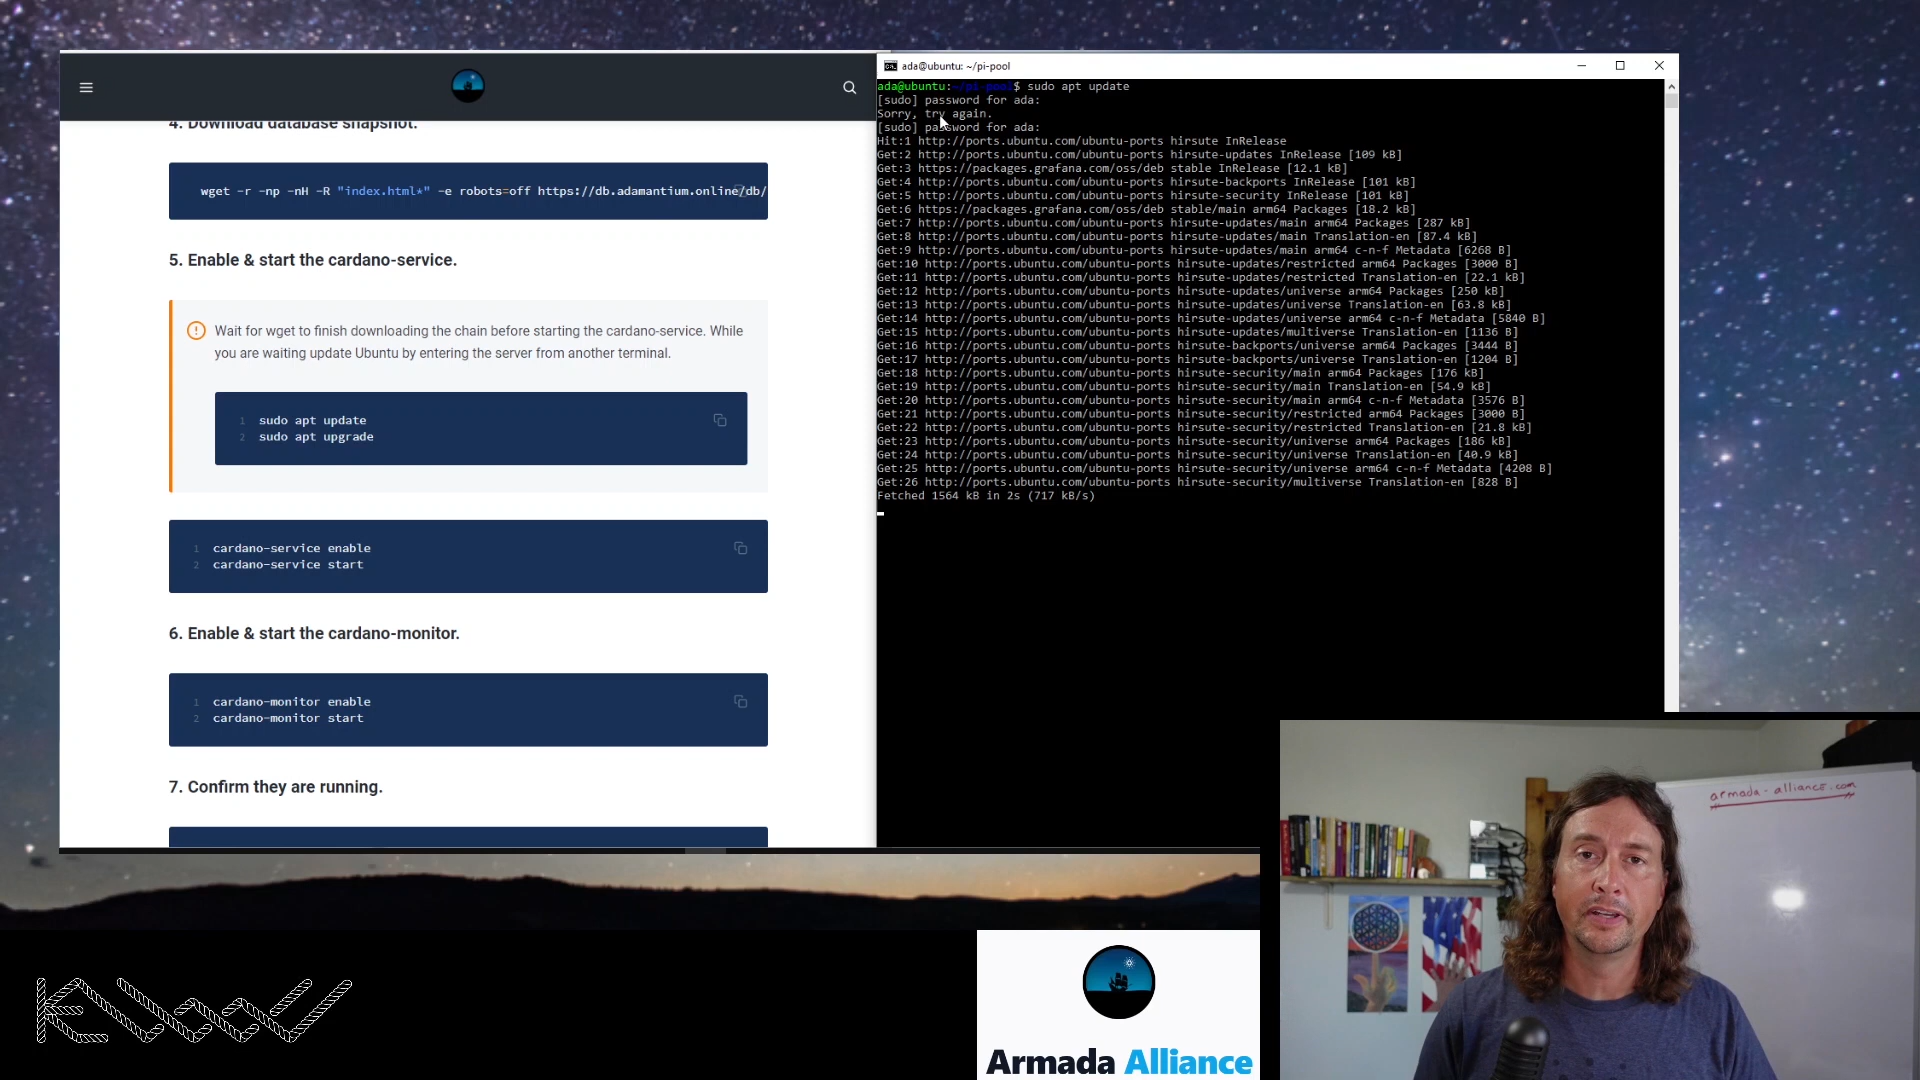 4. Download database snapshot.
wget -r -np -nH -R "index.html*" -e robots=off https://db.adamantium.online/db/
5. Enable & start the cardano-service.
Wait for wget to finish downloading the chain before starting the cardano-service. While
you are waiting update Ubuntu by entering the server from another terminal.
1 sudo apt update
2 sudo apt upgrade
1 cardano-service enable
2 cardano-service start
6. Enable & start the cardano-monitor.
1 cardano-monitor enable
2 cardano-monitor start
7. Confirm they are running.
ada@ubuntu: ~/pi-pool
ada@ubuntu:~/pi-pool$ sudo apt update
[sudo] password for ada:
Sorry, try again.
[sudo] password for ada:
Hit:1 http://ports.ubuntu.com/ubuntu-ports hirsute InRelease
Get:2 http://ports.ubuntu.com/ubuntu-ports hirsute-updates InRelease [109 kB]
Get:3 https://packages.grafana.com/oss/deb stable InRelease [12.1 kB]
Get:4 http://ports.ubuntu.com/ubuntu-ports hirsute-backports InRelease [101 kB]
Get:5 http://ports.ubuntu.com/ubuntu-ports hirsute-security InRelease [101 kB]
Get:6 https://packages.grafana.com/oss/deb stable/main arm64 Packages [18.2 kB]
Get:7 http://ports.ubuntu.com/ubuntu-ports hirsute-updates/main arm64 Packages [287 kB]
Get:8 http://ports.ubuntu.com/ubuntu-ports hirsute-updates/main Translation-en [87.4 kB]
Get:9 http://ports.ubuntu.com/ubuntu-ports hirsute-updates/main arm64 c-n-f Metadata [6268 B]
Get:10 http://ports.ubuntu.com/ubuntu-ports hirsute-updates/restricted arm64 Packages [3000 B]
Get:11 http://ports.ubuntu.com/ubuntu-ports hirsute-updates/restricted Translation-en [22.1 kB]
Get:12 http://ports.ubuntu.com/ubuntu-ports hirsute-updates/universe arm64 Packages [250 kB]
Get:13 http://ports.ubuntu.com/ubuntu-ports hirsute-updates/universe Translation-en [63.8 kB]
Get:14 http://ports.ubuntu.com/ubuntu-ports hirsute-updates/universe arm64 c-n-f Metadata [5840 B]
Get:15 http://ports.ubuntu.com/ubuntu-ports hirsute-updates/multiverse Translation-en [1136 B]
Get:16 http://ports.ubuntu.com/ubuntu-ports hirsute-backports/universe arm64 Packages [3444 B]
Get:17 http://ports.ubuntu.com/ubuntu-ports hirsute-backports/universe Translation-en [1204 B]
Get:18 http://ports.ubuntu.com/ubuntu-ports hirsute-security/main arm64 Packages [176 kB]
Get:19 http://ports.ubuntu.com/ubuntu-ports hirsute-security/main Translation-en [54.9 kB]
Get:20 http://ports.ubuntu.com/ubuntu-ports hirsute-security/main arm64 c-n-f Metadata [3576 B]
Get:21 http://ports.ubuntu.com/ubuntu-ports hirsute-security/restricted arm64 Packages [3000 B]
Get:22 http://ports.ubuntu.com/ubuntu-ports hirsute-security/restricted Translation-en [21.8 kB]
Get:23 http://ports.ubuntu.com/ubuntu-ports hirsute-security/universe arm64 Packages [186 kB]
Get:24 http://ports.ubuntu.com/ubuntu-ports hirsute-security/universe Translation-en [40.9 kB]
Get:25 http://ports.ubuntu.com/ubuntu-ports hirsute-security/universe arm64 c-n-f Metadata [4208 B]
Get:26 http://ports.ubuntu.com/ubuntu-ports hirsute-security/multiverse Translation-en [828 B]
Fetched 1564 kB in 2s (717 kB/s)
armada-alliance.com
Armada Alliance